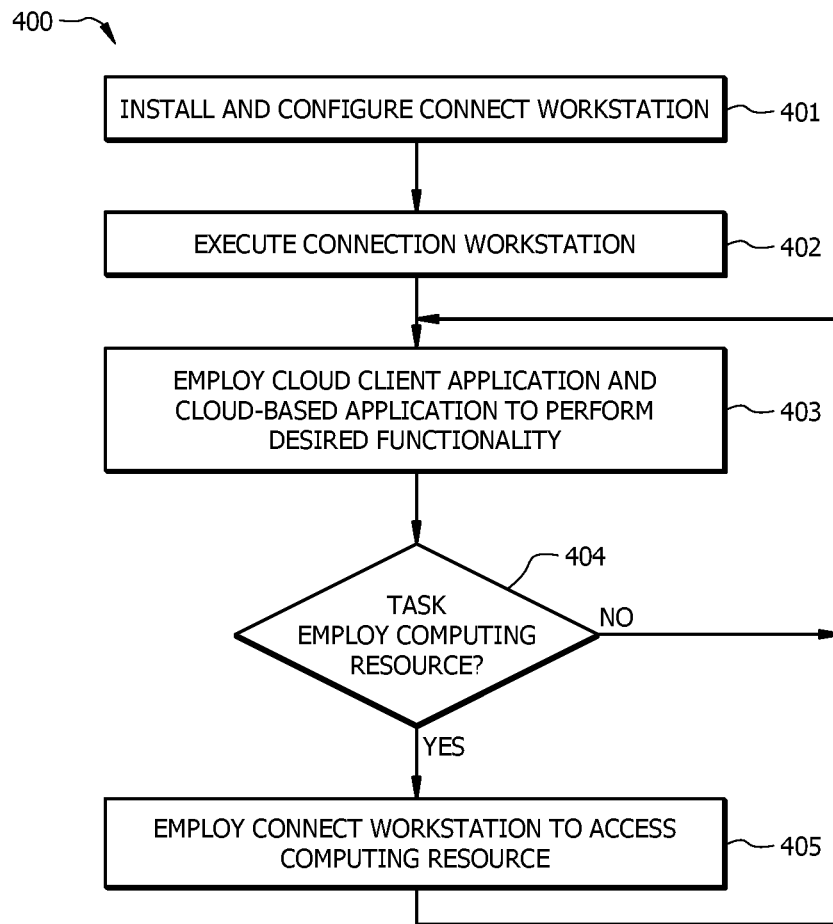 400
INSTALL AND CONFIGURE CONNECT WORKSTATION
401
EXECUTE CONNECTION WORKSTATION
402
EMPLOY CLOUD CLIENT APPLICATION AND
CLOUD-BASED APPLICATION TO PERFORM
DESIRED FUNCTIONALITY
403
404
TASK
EMPLOY COMPUTING
RESOURCE?
NO
YES
EMPLOY CONNECT WORKSTATION TO ACCESS
COMPUTING RESOURCE
405